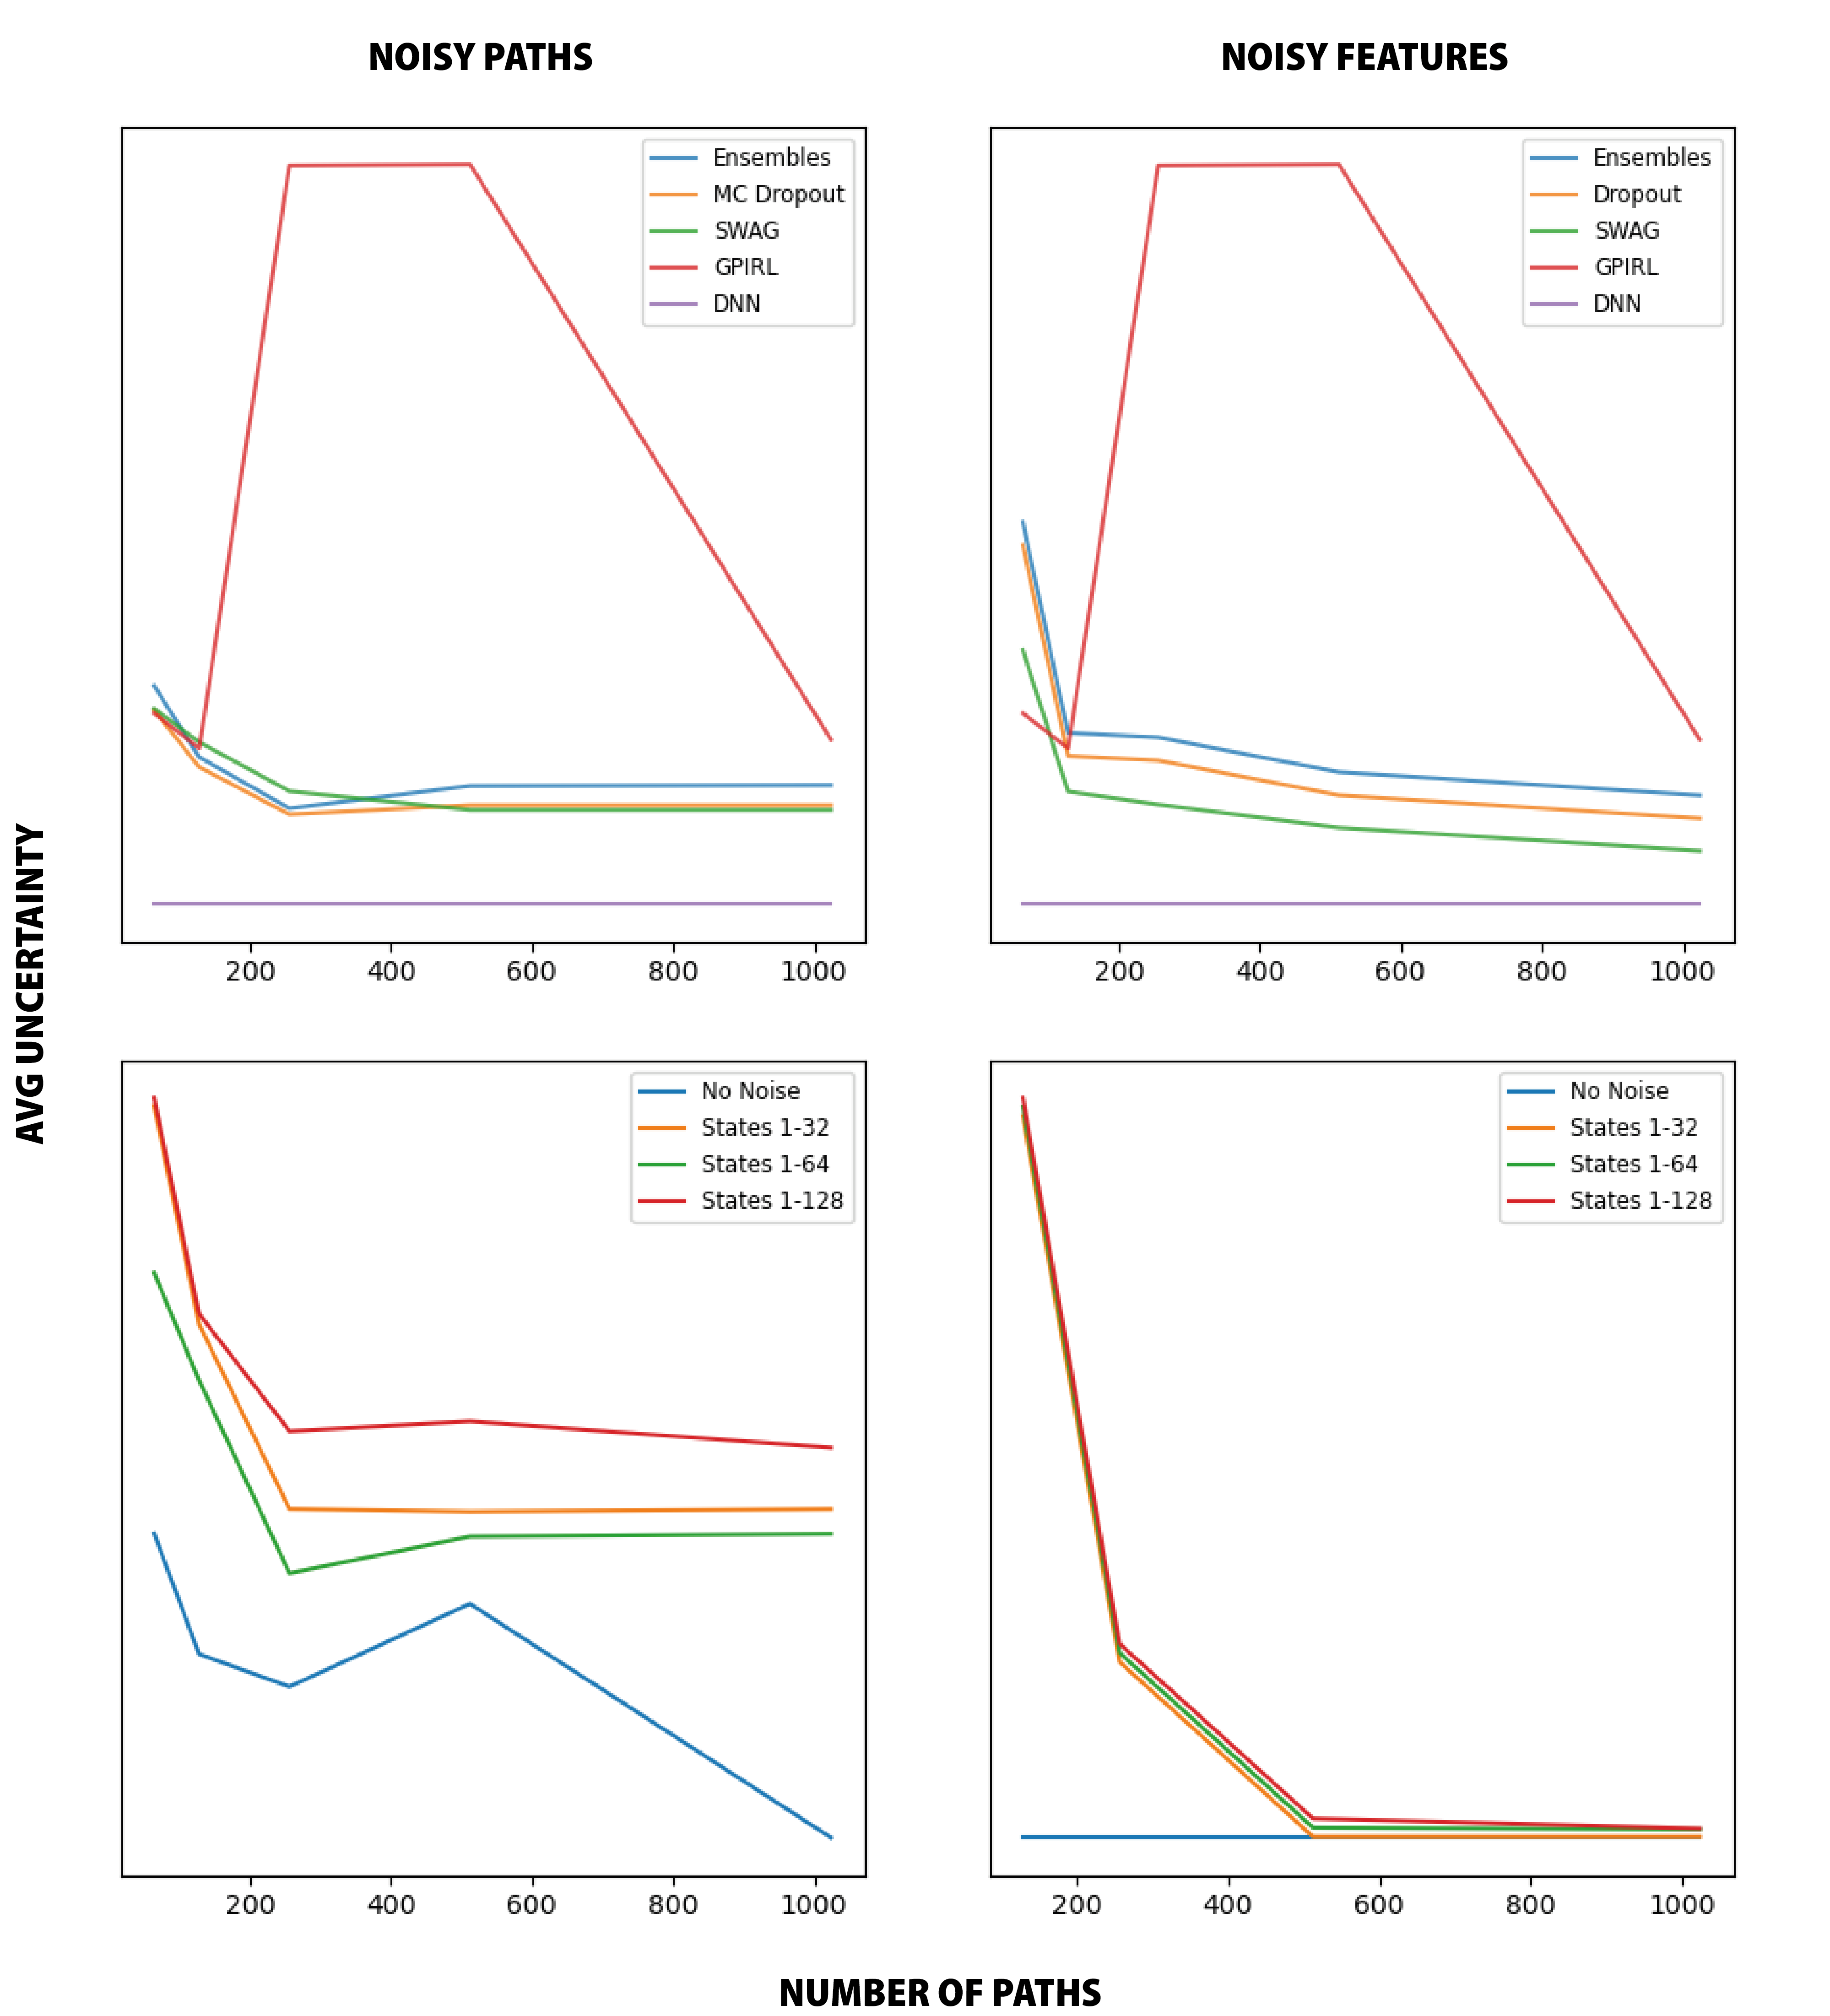 NOISY PATHS
NOISY FEATURES
Ensembles
MC Dropout
SWAG
GPIRL
DNN
200 400 600 800 1000
Ensembles
Dropout
SWAG
GPIRL
DNN
200 400 600 800 1000
AVG UNCERTAINTY
No Noise
States 1-32
States 1-64
States 1-128
200 400 600 800 1000
No Noise
States 1-32
States 1-64
States 1-128
200 400 600 800 1000
NUMBER OF PATHS